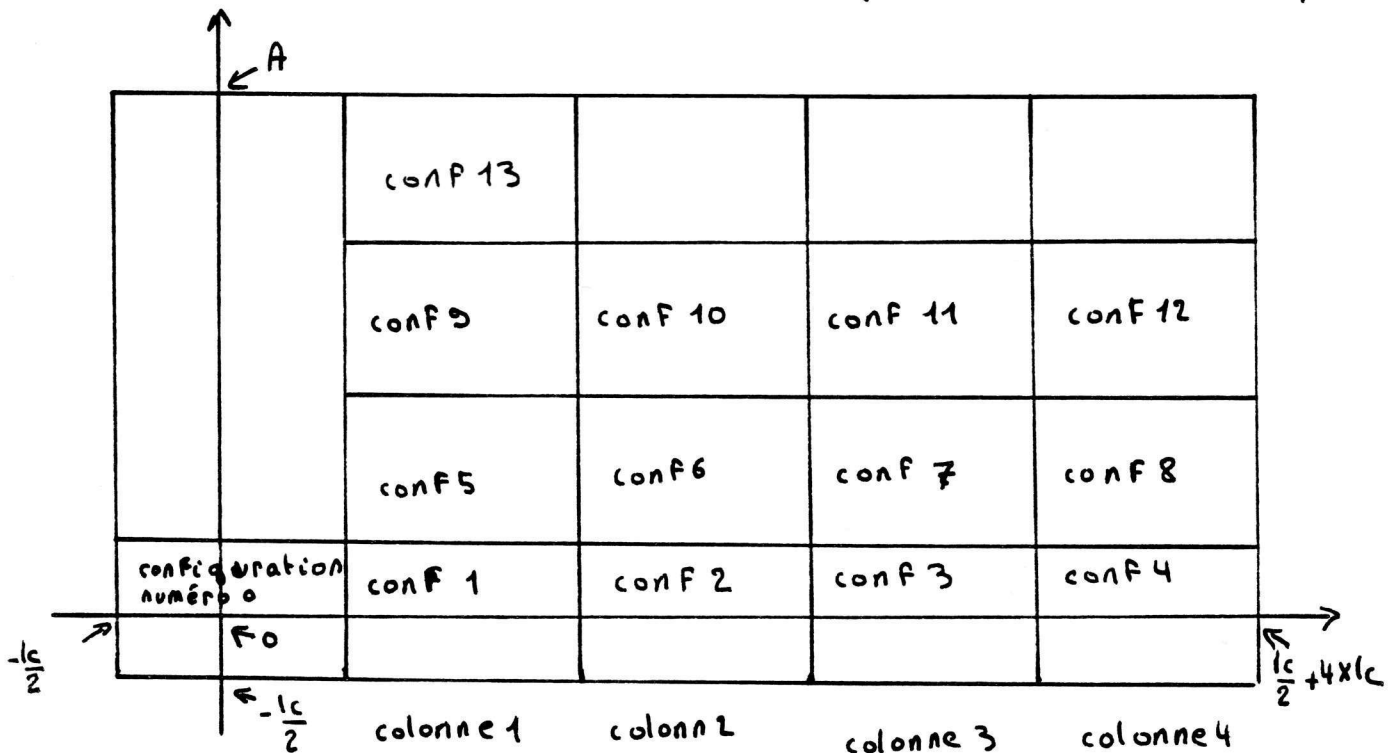 A
conf 13
conf 9
conf 10
conf 11
conf 12
conf 5
conf 6
conf 7
conf 8
configuration
numéro 0
conf 1
conf 2
conf 3
conf 4
-lc/2
0
lc/2 +4xlc
-lc/2
colonne 1
colonn 2
colonne 3
colonne 4